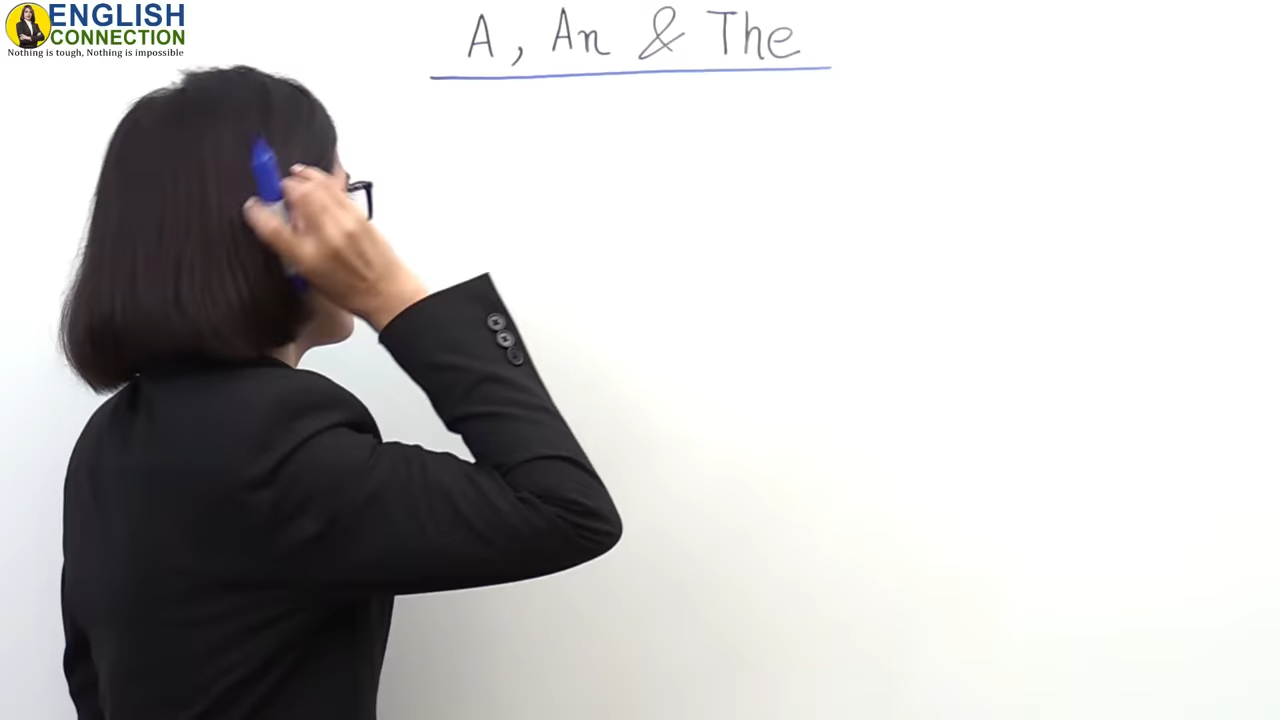 ENGLISH
CONNECTION
Nothing is tough, Nothing is impossible
A, An & The